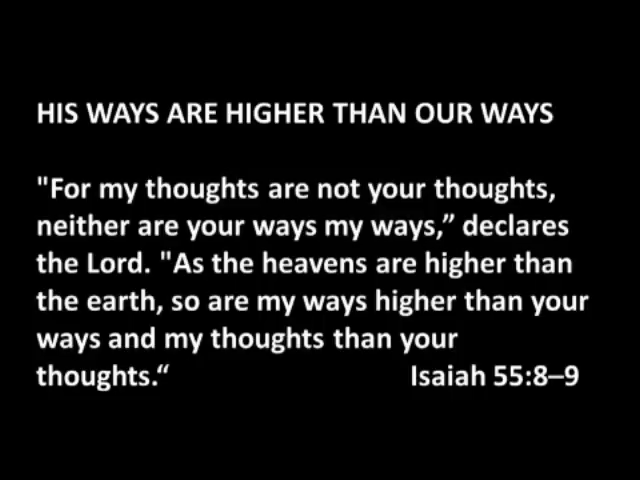 HIS WAYS ARE HIGHER THAN OUR WAYS
"For my thoughts are not your thoughts,
neither are your ways my ways,” declares
the Lord. "As the heavens are higher than
the earth, so are my ways higher than your
ways and my thoughts than your
thoughts.“ Isaiah 55:8–9